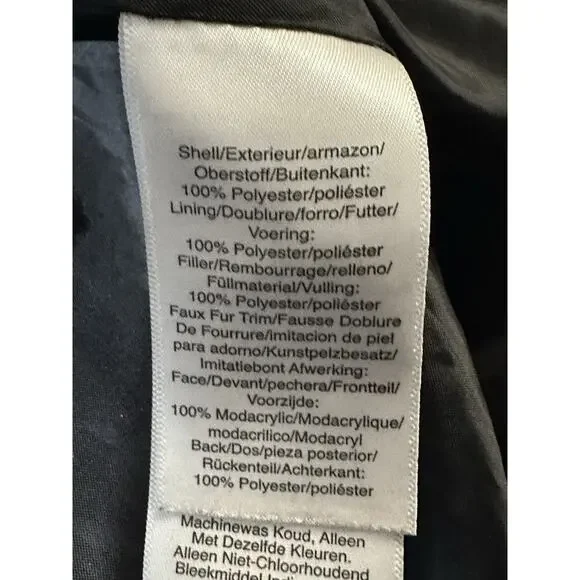 Shell/Exterieur/armazon/
Oberstoff/Buitenkant:
100% Polyester/poliéster
Lining/Doublure/forro/Futter/
Voering:
100% Polyester/poliéster
Filler/Rembourrage/relleno/
Füllmaterial/Vulling:
100% Polyester/poliéster
Faux Fur Trim/Fausse Doblure
De Fourrure/imitacion de piel
para adorno/Kunstpelzbesatz/
Imitatiebont Afwerking:
Face/Devant/pechera/Frontteil/
Voorzijde:
100% Modacrylic/Modacrylique/
modacrilico/Modacryl
Back/Dos/pieza posterior/
Rückenteil/Achterkant:
100% Polyester/poliéster
Machinewas Koud, Alleen
Met Dezelfde Kleuren.
Alleen Niet-Chloorhoudend
Bleekmiddel